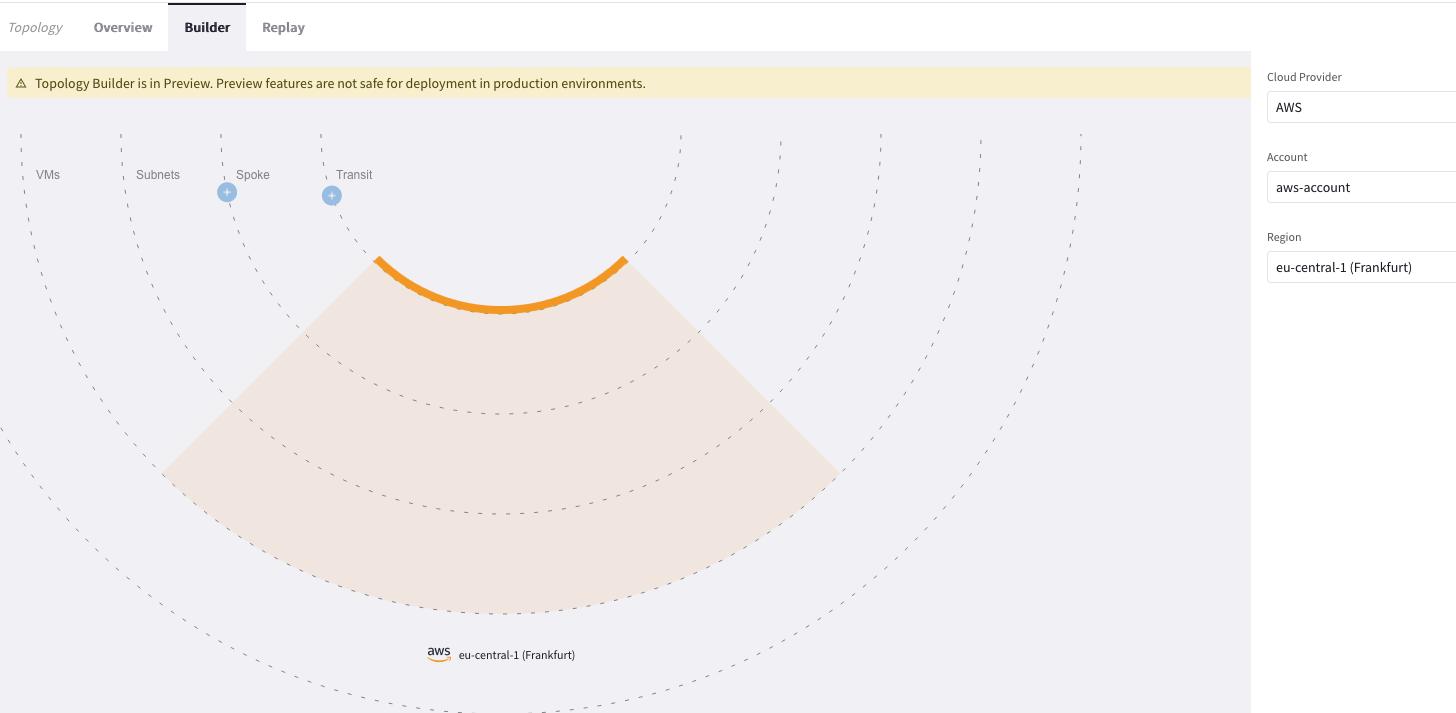 Topology Overview Builder Replay
Topology Builder is in Preview. Preview features are not safe for deployment in production environments.
Cloud Provider
AWS
Account
aws-account
Region
eu-central-1 (Frankfurt)
VMs Subnets Spoke Transit
aws eu-central-1 (Frankfurt)